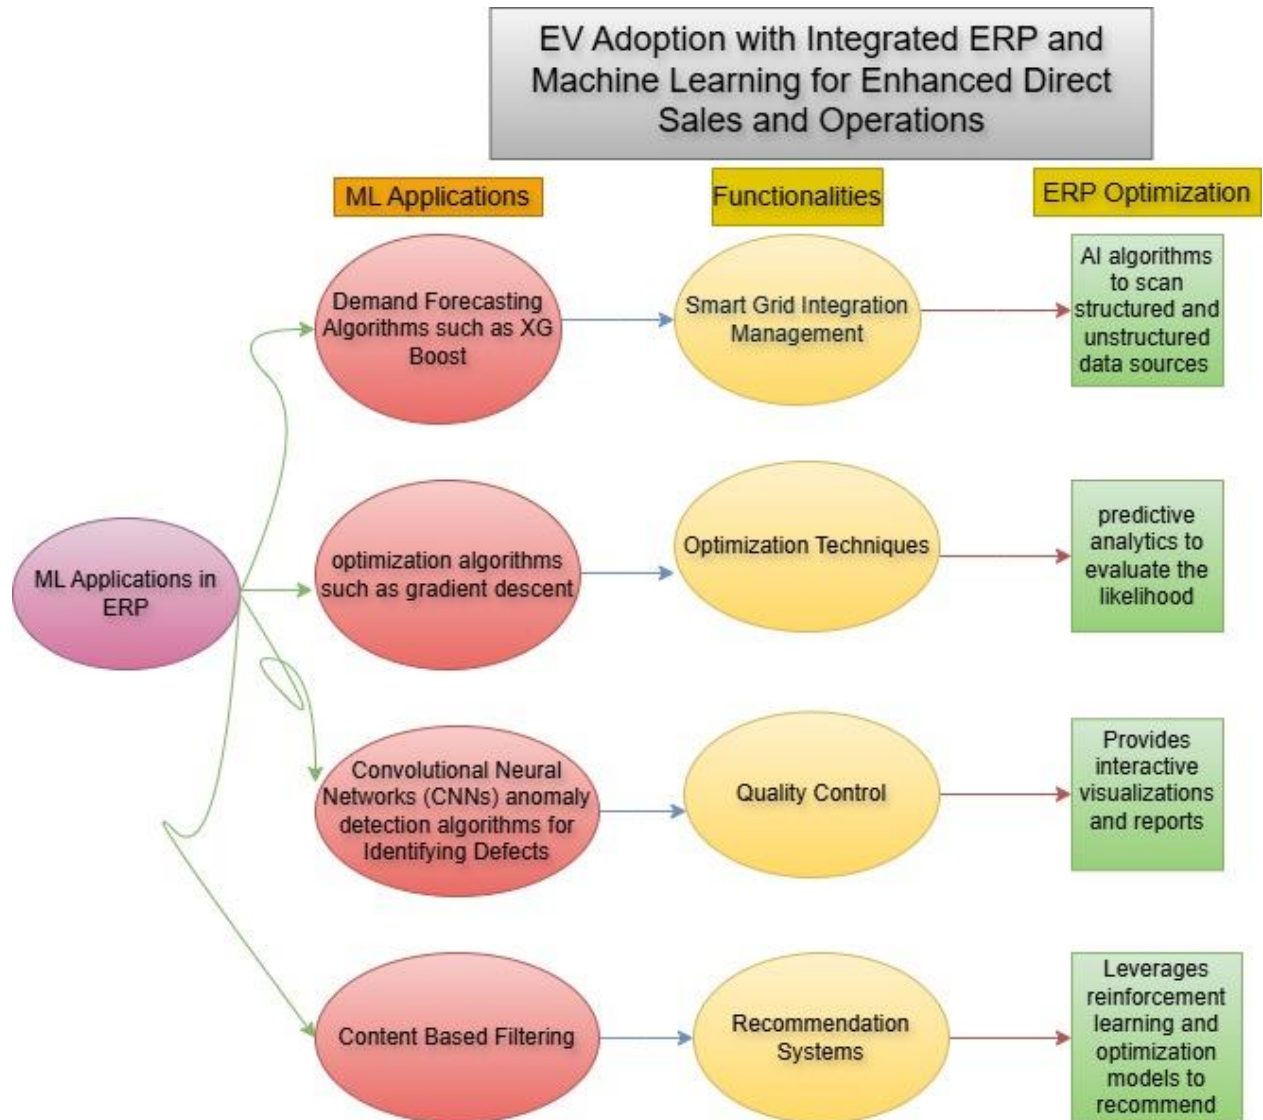 EV Adoption with Integrated ERP and
Machine Learning for Enhanced Direct
Sales and Operations
ML Applications
Functionalities
ERP Optimization
Demand Forecasting
Algorithms such as XG
Boost
Smart Grid Integration
Management
AI algorithms
to scan
structured and
unstructured
data sources
ML Applications in
ERP
optimization algorithms
such as gradient descent
Optimization Techniques
predictive
analytics to
evaluate the
likelihood
Convolutional Neural
Networks (CNNs) anomaly
detection algorithms for
Identifying Defects
Quality Control
Provides
interactive
visualizations
and reports
Content Based Filtering
Recommendation
Systems
Leverages
reinforcement
learning and
optimization
models to
recommend